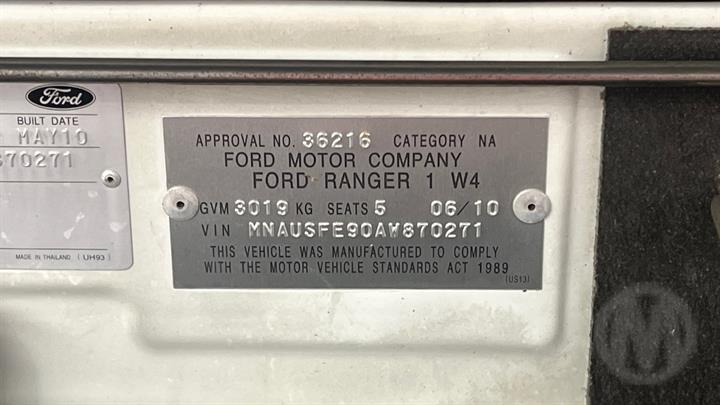 Ford
BUILT DATE
MAY10
870271
MADE IN THAILAND (UH93)
APPROVAL NO. 36216 CATEGORY NA
FORD MOTOR COMPANY
FORD RANGER 1 W4
GVM 3019 KG SEATS 5 06/10
VIN MNAUSFE90AW870271
THIS VEHICLE WAS MANUFACTURED TO COMPLY
WITH THE MOTOR VEHICLE STANDARDS ACT 1989
(US13)
M